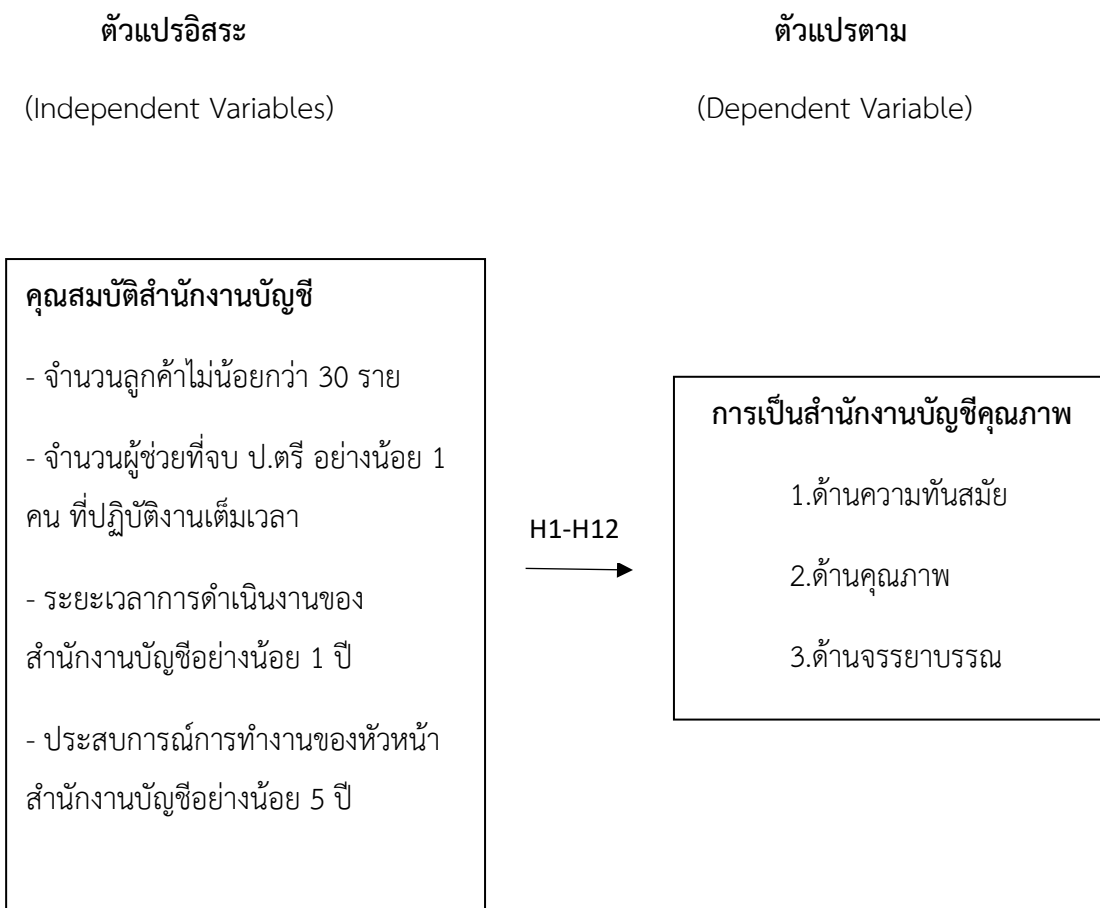 ตัวแปรอิสระ
(Independent Variables)
คุณสมบัติสำนักงานบัญชี
- จำนวนลูกค้าไม่น้อยกว่า 30 ราย
- จำนวนผู้ช่วยที่จบ ป.ตรี อย่างน้อย 1
คน ที่ปฏิบัติงานเต็มเวลา
- ระยะเวลาการดำเนินงานของ
สำนักงานบัญชีอย่างน้อย 1 ปี
- ประสบการณ์การทำงานของหัวหน้า
สำนักงานบัญชีอย่างน้อย 5 ปี
H1-H12
ตัวแปรตาม
(Dependent Variable)
การเป็นสำนักงานบัญชีคุณภาพ
1.ด้านความทันสมัย
2.ด้านคุณภาพ
3.ด้านจรรยาบรรณ